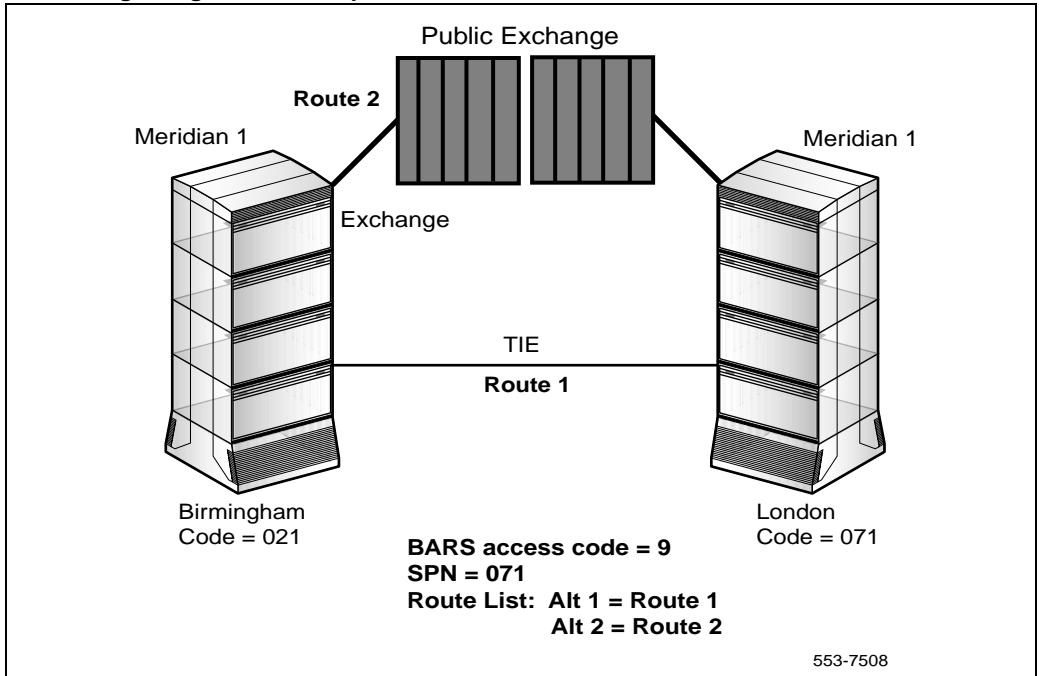 Public Exchange
Route 2
Meridian 1
Meridian 1
Exchange
TIE
Route 1
Birmingham
Code = 021
London
Code = 071
BARS access code = 9
SPN = 071
Route List: Alt 1 = Route 1
Alt 2 = Route 2
553-7508